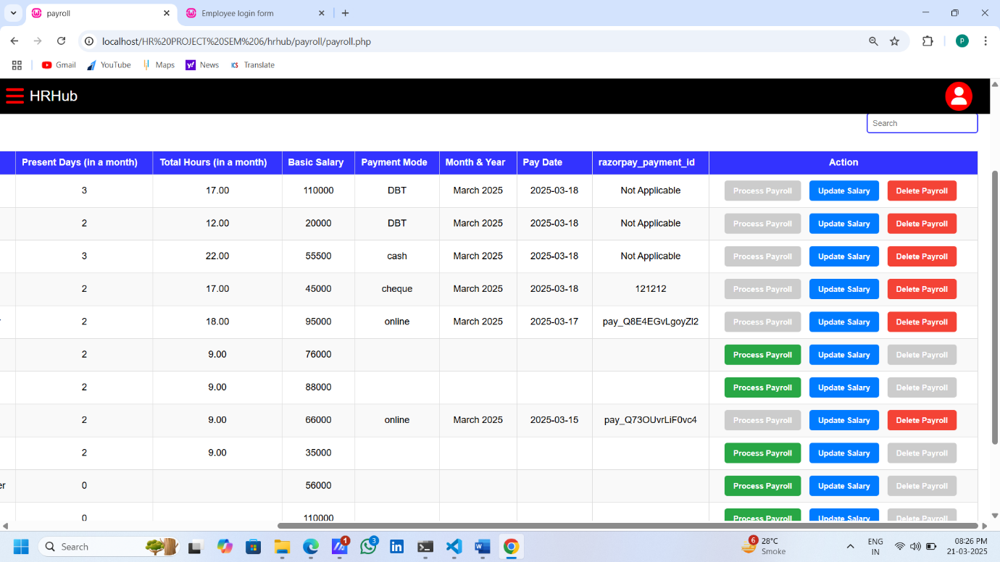 payroll
Employee login form
localhost/HR%20PROJECT%20SEM%206/hrhub/payroll/payroll.php
P
Gmail YouTube Maps News Translate
HRHub
Search
Present Days (in a month) Total Hours (in a month) Basic Salary Payment Mode Month & Year Pay Date razorpay_payment_id Action
3 17.00 110000 DBT March 2025 2025-03-18 Not Applicable Process Payroll Update Salary Delete Payroll
2 12.00 20000 DBT March 2025 2025-03-18 Not Applicable Process Payroll Update Salary Delete Payroll
3 22.00 55500 cash March 2025 2025-03-18 Not Applicable Process Payroll Update Salary Delete Payroll
2 17.00 45000 cheque March 2025 2025-03-18 121212 Process Payroll Update Salary Delete Payroll
2 18.00 95000 online March 2025 2025-03-17 pay_Q8E4EGvLgoyZl2 Process Payroll Update Salary Delete Payroll
2 9.00 76000 Process Payroll Update Salary Delete Payroll
2 9.00 88000 Process Payroll Update Salary Delete Payroll
2 9.00 66000 online March 2025 2025-03-15 pay_Q73OUvrLiF0vc4 Process Payroll Update Salary Delete Payroll
2 9.00 35000 Process Payroll Update Salary Delete Payroll
er 0 56000 Process Payroll Update Salary Delete Payroll
0 110000 Process Payroll Update Salary Delete Payroll
Search 1 3 6 28°C ENG 08:26 PM
Smoke IN 21-03-2025